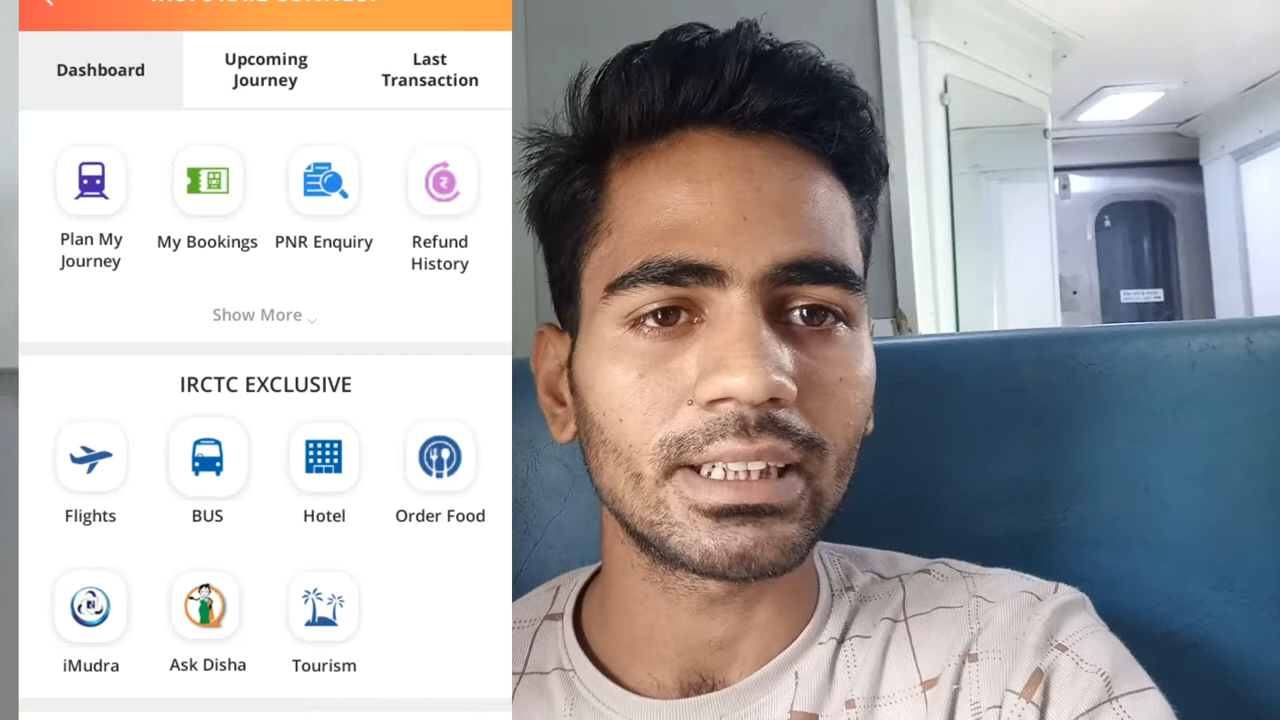 Dashboard
Upcoming
Journey
Last
Transaction
Plan My
Journey
My Bookings
PNR Enquiry
Refund
History
Show More
IRCTC EXCLUSIVE
Flights
BUS
Hotel
Order Food
iMudra
Ask Disha
Tourism